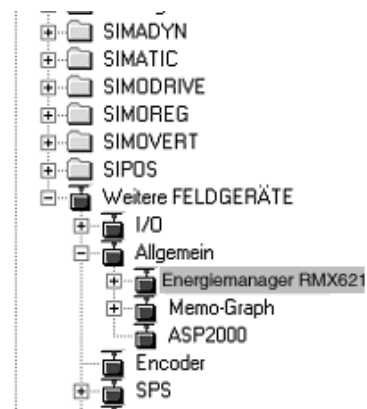 SIMADYN
SIMATIC
SIMODRIVE
SIMOREG
SIMOVERT
SIPOS
Weitere FELDGERÄTE
I/O
Allgemein
Energiemanager RMX621
Memo-Graph
ASP2000
Encoder
SPS